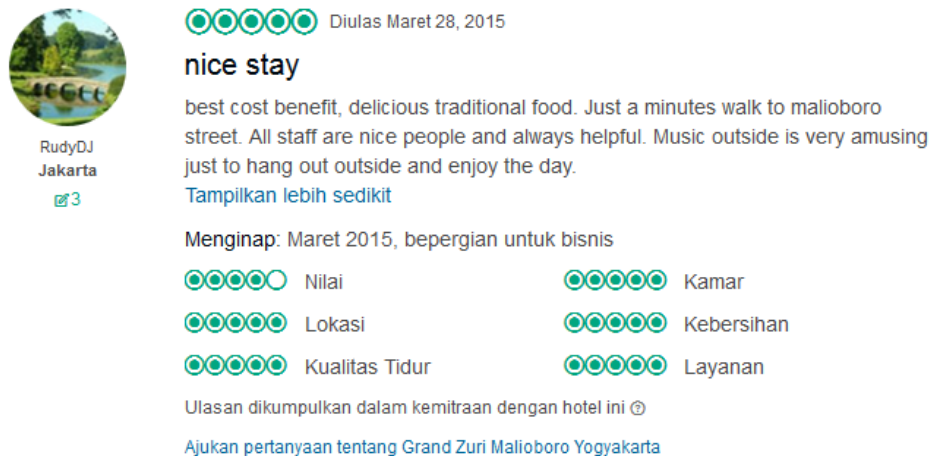 Diulas Maret 28, 2015
nice stay
best cost benefit, delicious traditional food. Just a minutes walk to malioboro
street. All staff are nice people and always helpful. Music outside is very amusing
just to hang out outside and enjoy the day.
Tampilkan lebih sedikit
RudyDJ
Jakarta
3
Menginap: Maret 2015, bepergian untuk bisnis
Nilai
Kamar
Lokasi
Kebersihan
Kualitas Tidur
Layanan
Ulasan dikumpulkan dalam kemitraan dengan hotel ini ?
Ajukan pertanyaan tentang Grand Zuri Malioboro Yogyakarta